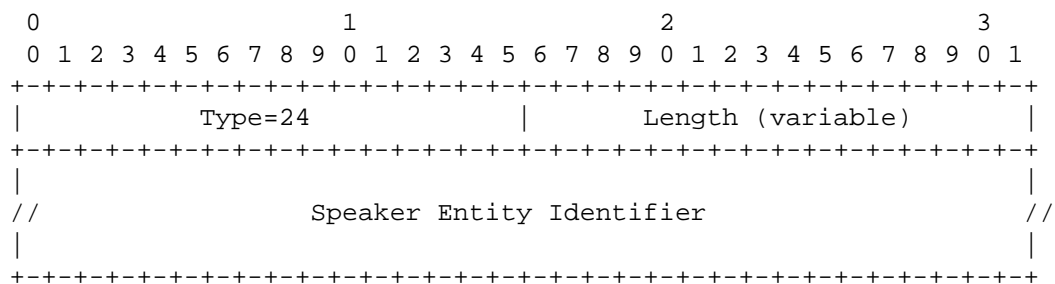 0                   1                   2                   3
 0 1 2 3 4 5 6 7 8 9 0 1 2 3 4 5 6 7 8 9 0 1 2 3 4 5 6 7 8 9 0 1
+-+-+-+-+-+-+-+-+-+-+-+-+-+-+-+-+-+-+-+-+-+-+-+-+-+-+-+-+-+-+-+-+
|           Type=24             |       Length (variable)       |
+-+-+-+-+-+-+-+-+-+-+-+-+-+-+-+-+-+-+-+-+-+-+-+-+-+-+-+-+-+-+-+-+
|                                                               |
//                 Speaker Entity Identifier                    //
|                                                               |
+-+-+-+-+-+-+-+-+-+-+-+-+-+-+-+-+-+-+-+-+-+-+-+-+-+-+-+-+-+-+-+-+